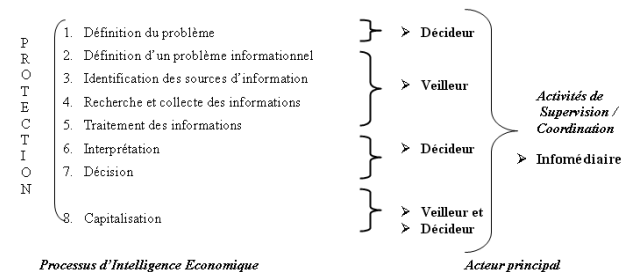 PROTECTION
1. Définition du problème
2. Définition d'un problème informationnel
3. Identification des sources d'information
4. Recherche et collecte des informations
5. Traitement des informations
6. Interprétation
7. Décision
8. Capitalisation
➢ Décideur
➢ Veilleur
➢ Décideur
➢ Veilleur et
➢ Décideur
Activités de
Supervision /
Coordination
➢ Infomédiaire
Processus d'Intelligence Economique
Acteur principal